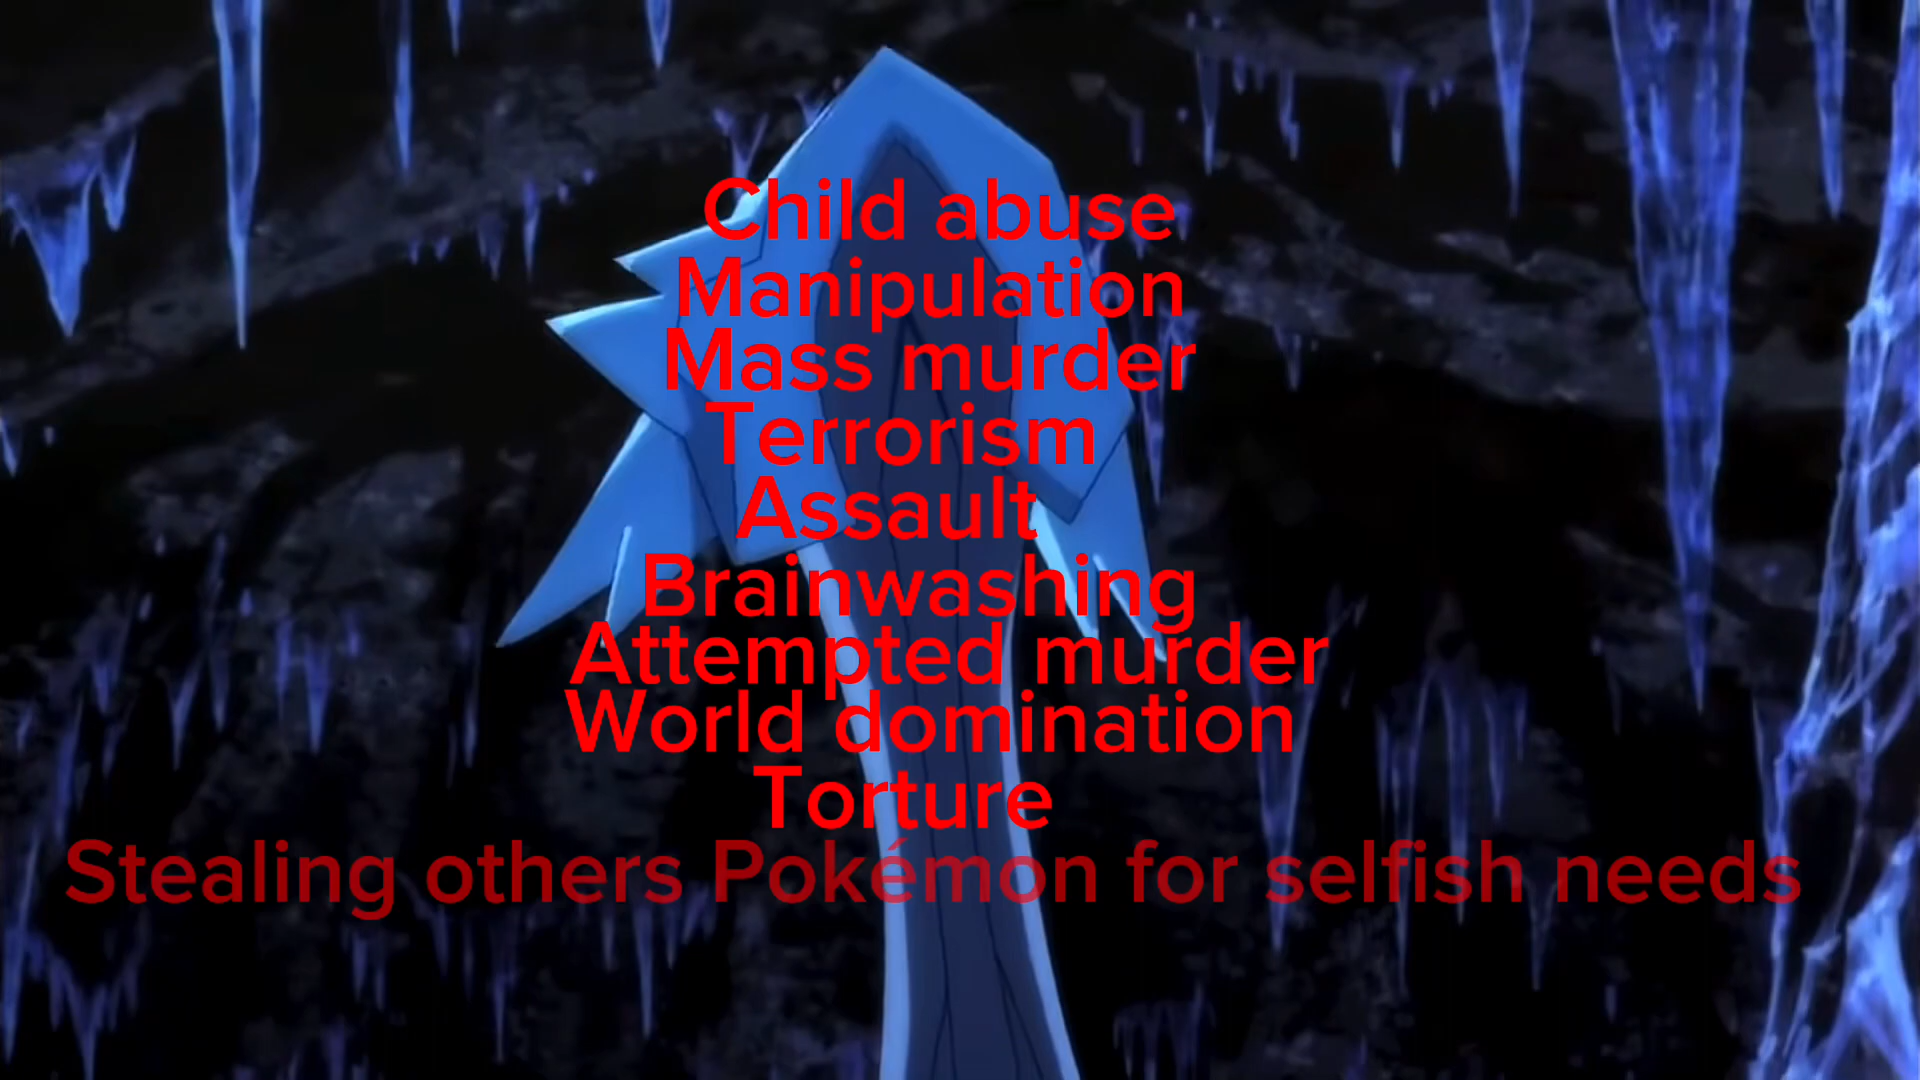 Child abuse
Manipulation
Mass murder
Terrorism
Assault
Brainwashing
Attempted murder
World domination
Torture
Stealing others Pokémon for selfish needs